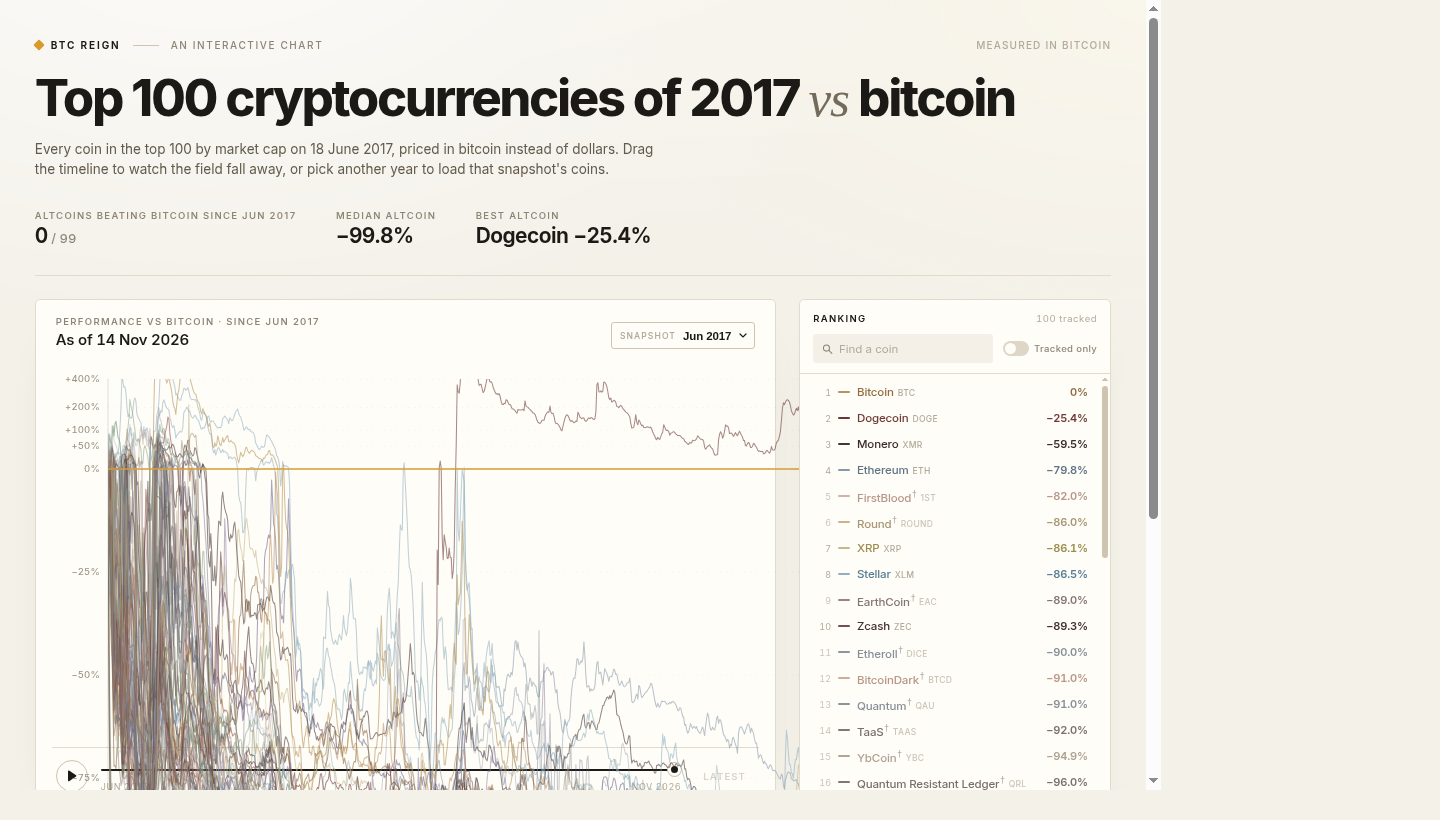 BTC REIGN
AN INTERACTIVE CHART
MEASURED IN BITCOIN
Top 100 cryptocurrencies of 2017 vs bitcoin
Every coin in the top 100 by market cap on 18 June 2017, priced in bitcoin instead of dollars. Drag
the timeline to watch the field fall away, or pick another year to load that snapshot's coins.
ALTCOINS BEATING BITCOIN SINCE JUN 2017
0 / 99
MEDIAN ALTCOIN
−99.8%
BEST ALTCOIN
Dogecoin −25.4%
PERFORMANCE VS BITCOIN · SINCE JUN 2017
As of 14 Nov 2026
SNAPSHOT Jun 2017
+400%
+200%
+100%
+50%
0%
−25%
−50%
75%
JUN
NOV 2026
LATEST
RANKING
100 tracked
Find a coin
Tracked only
1 Bitcoin BTC 0%
2 Dogecoin DOGE −25.4%
3 Monero XMR −59.5%
4 Ethereum ETH −79.8%
5 FirstBlood† 1ST −82.0%
6 Round† ROUND −86.0%
7 XRP XRP −86.1%
8 Stellar XLM −86.5%
9 EarthCoin† EAC −89.0%
10 Zcash ZEC −89.3%
11 Etheroll† DICE −90.0%
12 BitcoinDark† BTCD −91.0%
13 Quantum† QAU −91.0%
14 TaaS† TAAS −92.0%
15 YbCoin† YBC −94.9%
16 Quantum Resistant Ledger† QRL −96.0%